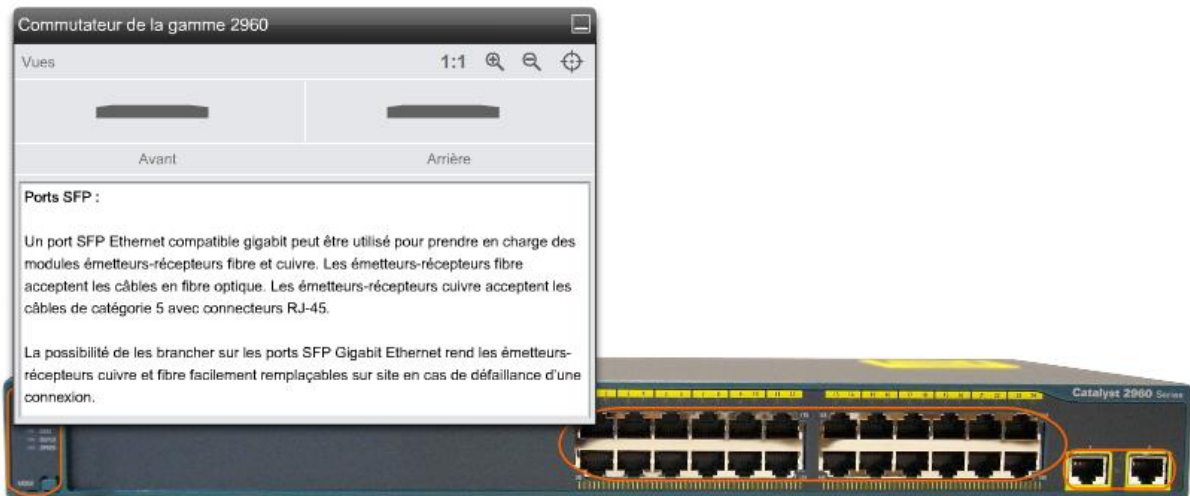 Commutateur de la gamme 2960
Vues
1:1
Avant
Arrière
Ports SFP :
Un port SFP Ethernet compatible gigabit peut être utilisé pour prendre en charge des
modules émetteurs-récepteurs fibre et cuivre. Les émetteurs-récepteurs fibre
acceptent les câbles en fibre optique. Les émetteurs-récepteurs cuivre acceptent les
câbles de catégorie 5 avec connecteurs RJ-45.
La possibilité de les brancher sur les ports SFP Gigabit Ethernet rend les émetteurs-
récepteurs cuivre et fibre facilement remplaçables sur site en cas de défaillance d'une
connexion.
Catalyst 2960 Series
MODE